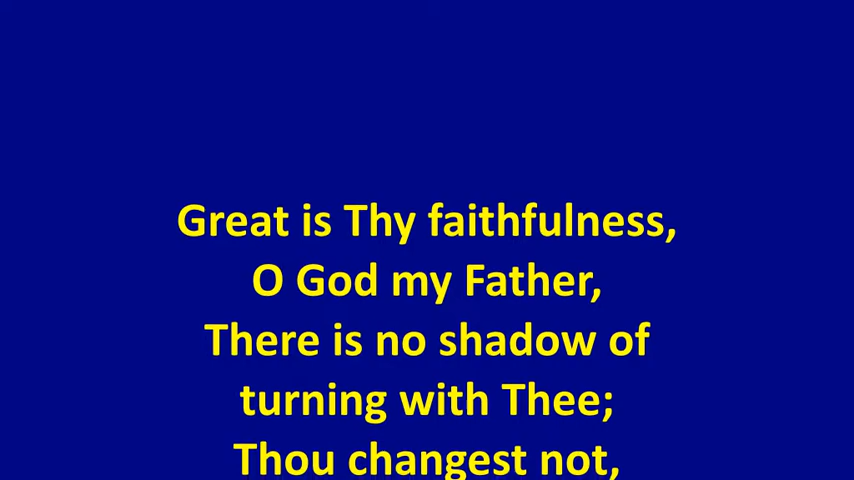 Great is Thy faithfulness,
O God my Father,
There is no shadow of
turning with Thee;
Thou changest not,